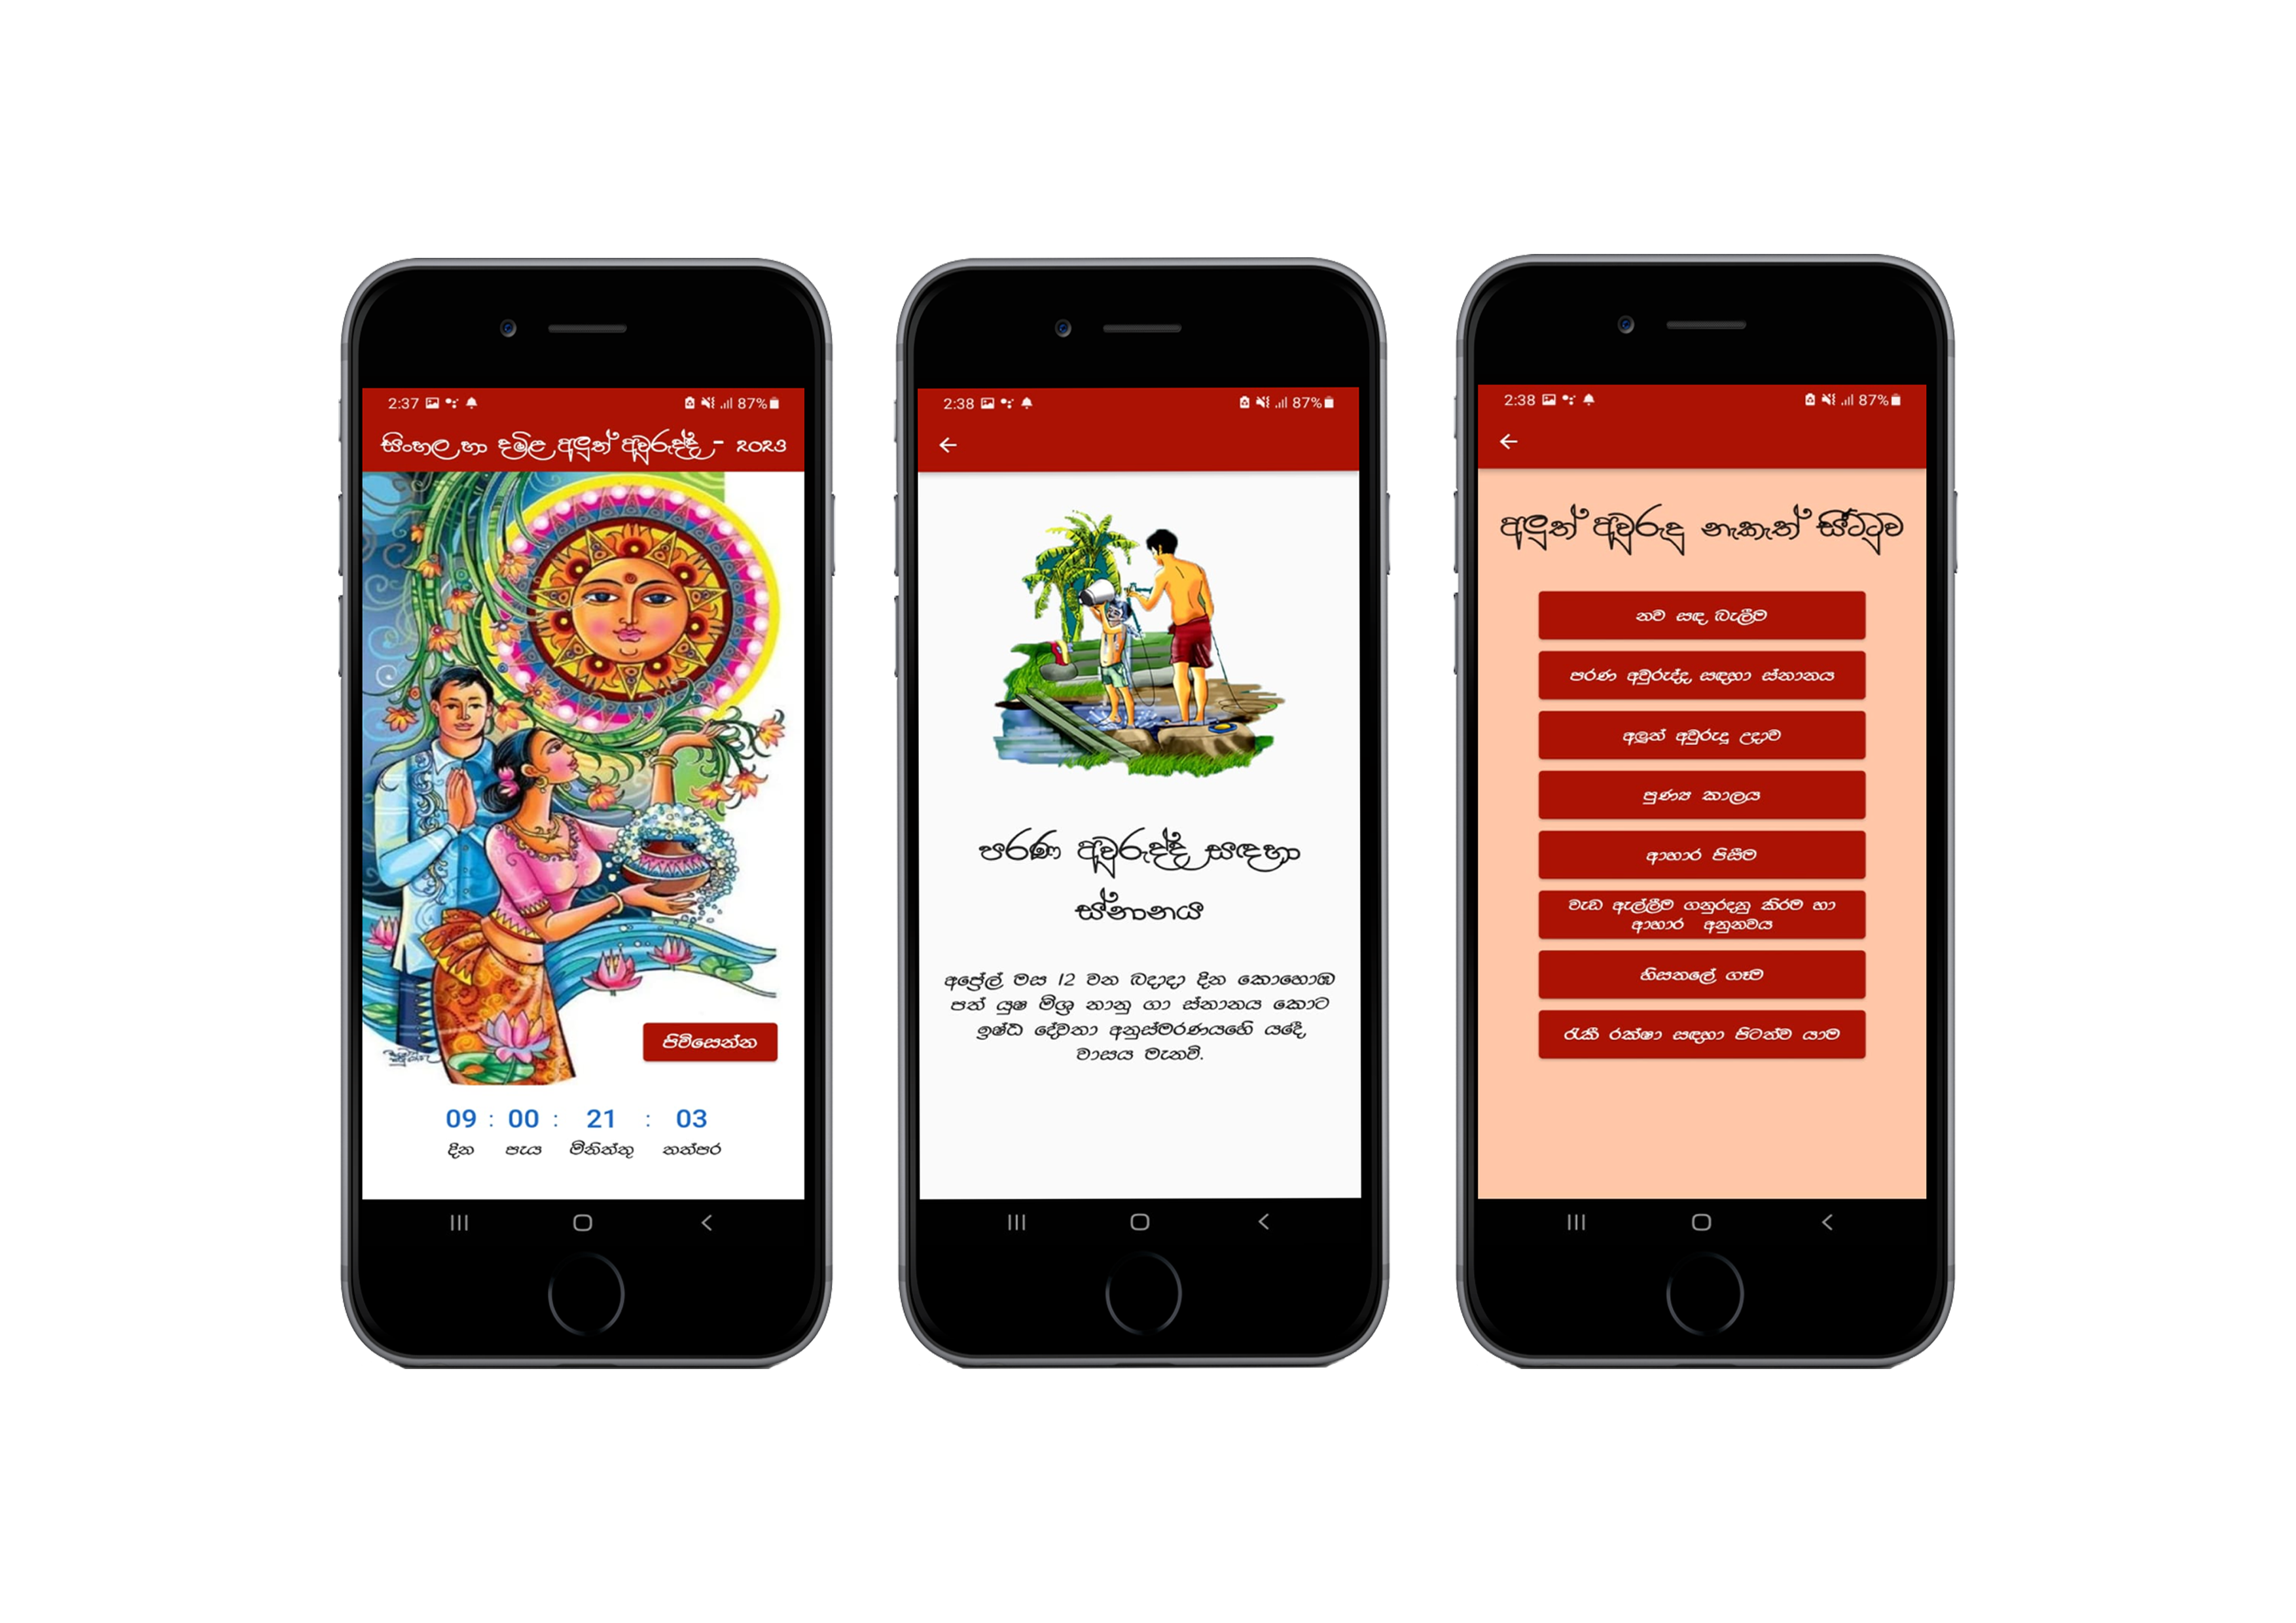 2:37
87%
සිංහල හා දමිළ අලුත් අවුරුද්ද - 2023
පිවිසෙන්න
09 : 00 : 21 : 03
දින පැය මිනිත්තු තත්පර
2:38
87%
පරණ අවුරුද්ද සඳහා
ස්නානය
අප්‍රේල් මස 12 වන බදාදා දින කොහොඹ
පත් යුෂ මිශ්‍ර නානු ගා ස්නානය කොට
ඉෂ්ඨ දේවතා අනුස්මරණයෙහි යෙදී,
වාසය මැනවි.
2:38
87%
අලුත් අවුරුදු නැකැත් සීට්ටුව
නව සඳ බැලීම
පරණ අවුරුද්ද සඳහා ස්නානය
අලුත් අවුරුදු උදාව
පුණ්‍ය කාලය
ආහාර පිසීම
වැඩ ඇල්ලීම ගනුදෙනු කිරීම හා
ආහාර අනුභවය
හිසතෙල් ගෑම
රැකී රක්ෂා සඳහා පිටත්ව යාම